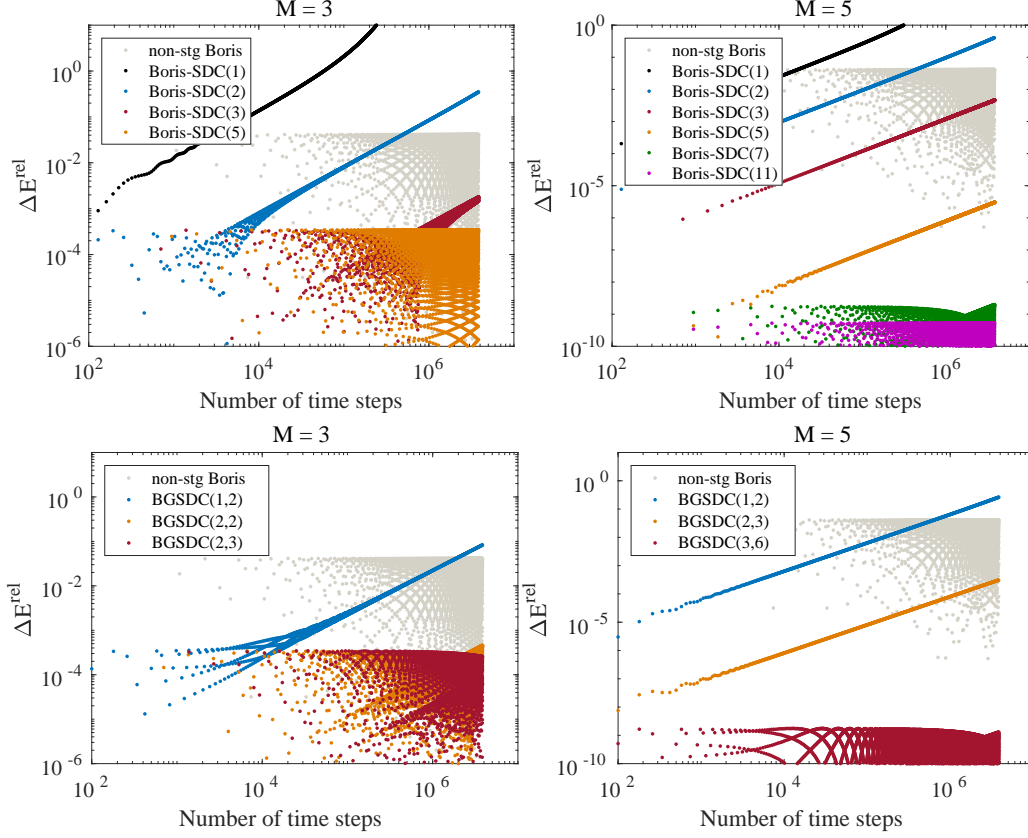 M = 3
10^0
10^-2
10^-4
10^-6
ΔE^rel
non-stg Boris
Boris-SDC(1)
Boris-SDC(2)
Boris-SDC(3)
Boris-SDC(5)
10^2
10^4
10^6
Number of time steps
M = 5
10^0
10^-5
10^-10
ΔE^rel
non-stg Boris
Boris-SDC(1)
Boris-SDC(2)
Boris-SDC(3)
Boris-SDC(5)
Boris-SDC(7)
Boris-SDC(11)
10^2
10^4
10^6
Number of time steps
M = 3
10^0
10^-2
10^-4
10^-6
ΔE^rel
non-stg Boris
BGSDC(1,2)
BGSDC(2,2)
BGSDC(2,3)
10^2
10^4
10^6
Number of time steps
M = 5
10^0
10^-5
10^-10
ΔE^rel
non-stg Boris
BGSDC(1,2)
BGSDC(2,3)
BGSDC(3,6)
10^2
10^4
10^6
Number of time steps